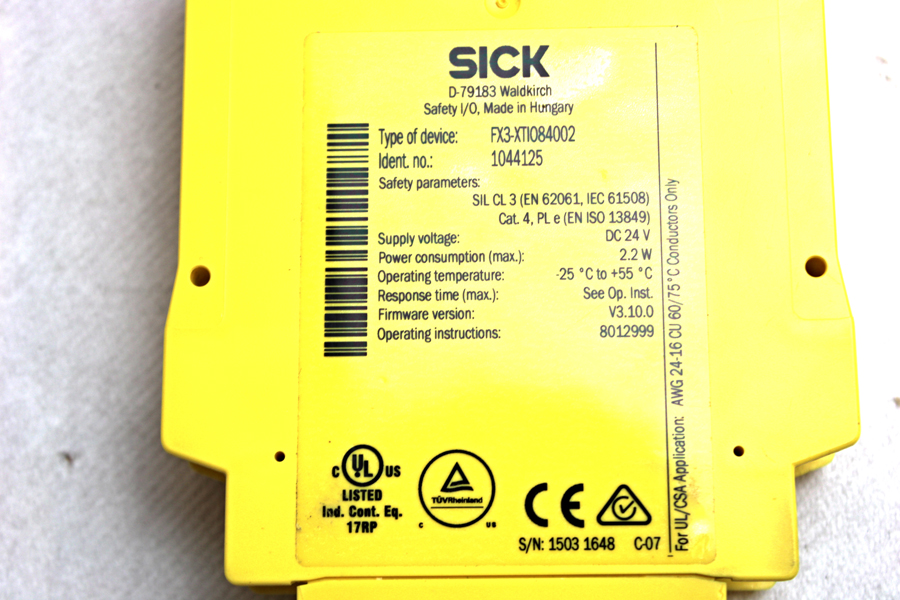 SICK
D-79183 Waldkirch
Safety I/O, Made in Hungary
Type of device: FX3-XTIO84002
Ident. no.: 1044125
Safety parameters:
SIL CL 3 (EN 62061, IEC 61508)
Cat. 4, PL e (EN ISO 13849)
Supply voltage: DC 24 V
Power consumption (max.): 2.2 W
Operating temperature: -25 °C to +55 °C
Response time (max.): See Op. Inst.
Firmware version: V3.10.0
Operating instructions: 8012999
For UL/CSA Application: AWG 24-16 CU 60/75°C Conductors Only
C UL US
LISTED
Ind. Cont. Eq.
17RP
TÜVRheinland
C US
CE
S/N: 1503 1648 C-07